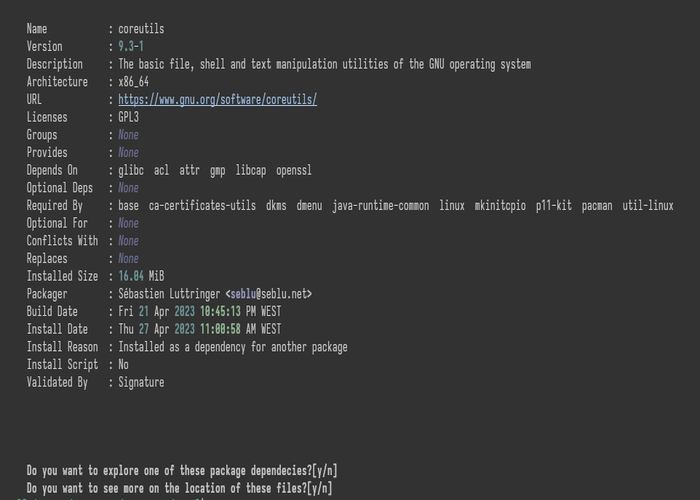 Name : coreutils
Version : 9.3-1
Description : The basic file, shell and text manipulation utilities of the GNU operating system
Architecture : x86_64
URL : https://www.gnu.org/software/coreutils/
Licenses : GPL3
Groups : None
Provides : None
Depends On : glibc acl attr gmp libcap openssl
Optional Deps : None
Required By : base ca-certificates-utils dkms dmenu java-runtime-common linux mkinitcpio p11-kit pacman util-linux
Optional For : None
Conflicts With : None
Replaces : None
Installed Size : 16.04 MiB
Packager : Sébastien Luttringer <seblu@seblu.net>
Build Date : Fri 21 Apr 2023 10:45:13 PM WEST
Install Date : Thu 27 Apr 2023 11:00:58 AM WEST
Install Reason : Installed as a dependency for another package
Install Script : No
Validated By : Signature
Do you want to explore one of these package dependecies?[y/n]
Do you want to see more on the location of these files?[y/n]